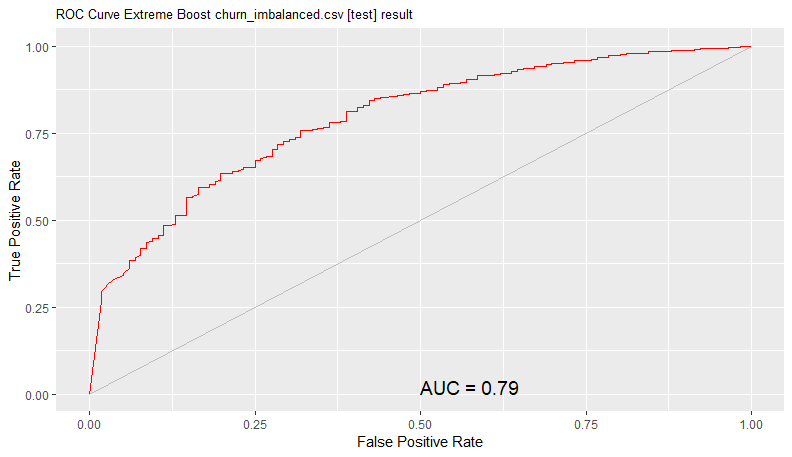 ROC Curve Extreme Boost churn_imbalanced.csv [test] result
1.00
0.75
0.50
0.25
0.00
True Positive Rate
AUC = 0.79
0.00 0.25 0.50 0.75 1.00
False Positive Rate